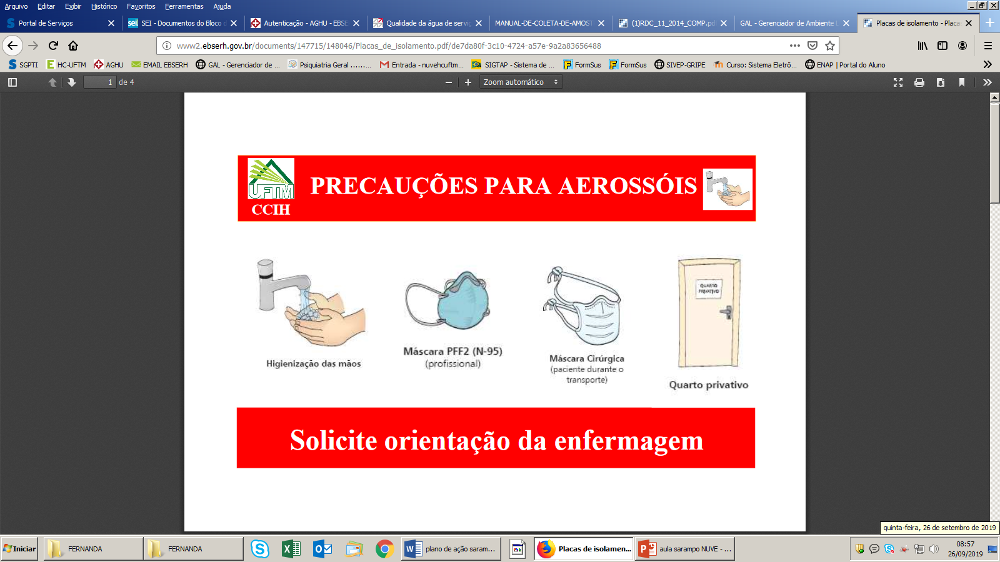 Arquivo Editar Exibir Histórico Favoritos Ferramentas Ajuda
Portal de Serviços SEI - Documentos do Bloco d Autenticação - AGHU - EBSE Qualidade da água de serviç MANUAL-DE-COLETA-DE-AMOST (1)RDC_11_2014_COMP.pd GAL - Gerenciador de Ambiente L Placas de isolamento - Placa
www2.ebserh.gov.br/documents/147715/148046/Placas_de_isolamento.pdf/de7da80f-3c10-4724-a57e-9a2a83656488
SGPTI HC-UFTM AGHU EMAIL EBSERH GAL - Gerenciador de ... Psiquiatria Geral ......... Entrada - nuvehcuftm... SIGTAP - Sistema de ... FormSus FormSus SIVEP-GRIPE Curso: Sistema Eletrô... ENAP | Portal do Aluno
1 de 4 Zoom automático
UFTM
CCIH
PRECAUÇÕES PARA AEROSSÓIS
Higienização das mãos
Máscara PFF2 (N-95)
(profissional)
Máscara Cirúrgica
(paciente durante o
transporte)
QUARTO
PRIVATIVO
Quarto privativo
Solicite orientação da enfermagem
quinta-feira, 26 de setembro de 2019
Iniciar FERNANDA FERNANDA plano de ação saram... Placas de isolamen... aula sarampo NUVE - ... 08:57
26/09/2019